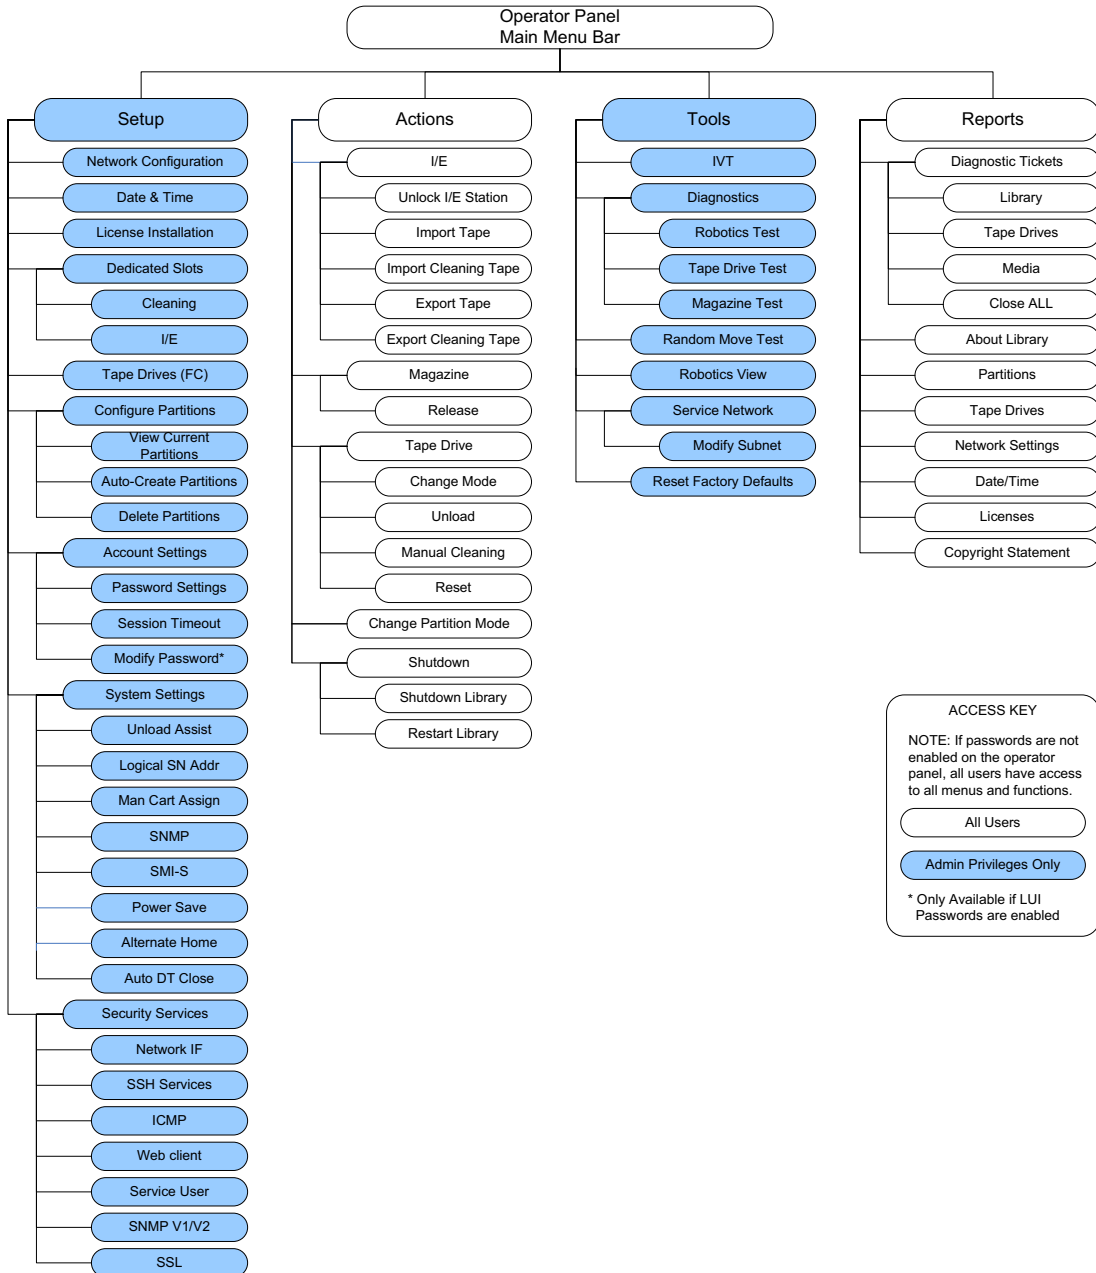 Operator Panel
Main Menu Bar
Setup
Network Configuration
Date & Time
License Installation
Dedicated Slots
Cleaning
I/E
Tape Drives (FC)
Configure Partitions
View Current
Partitions
Auto-Create Partitions
Delete Partitions
Account Settings
Password Settings
Session Timeout
Modify Password*
System Settings
Unload Assist
Logical SN Addr
Man Cart Assign
SNMP
SMI-S
Power Save
Alternate Home
Auto DT Close
Security Services
Network IF
SSH Services
ICMP
Web client
Service User
SNMP V1/V2
SSL
Actions
I/E
Unlock I/E Station
Import Tape
Import Cleaning Tape
Export Tape
Export Cleaning Tape
Magazine
Release
Tape Drive
Change Mode
Unload
Manual Cleaning
Reset
Change Partition Mode
Shutdown
Shutdown Library
Restart Library
Tools
IVT
Diagnostics
Robotics Test
Tape Drive Test
Magazine Test
Random Move Test
Robotics View
Service Network
Modify Subnet
Reset Factory Defaults
Reports
Diagnostic Tickets
Library
Tape Drives
Media
Close ALL
About Library
Partitions
Tape Drives
Network Settings
Date/Time
Licenses
Copyright Statement
ACCESS KEY
NOTE: If passwords are not
enabled on the operator
panel, all users have access
to all menus and functions.
All Users
Admin Privileges Only
* Only Available if LUI
Passwords are enabled